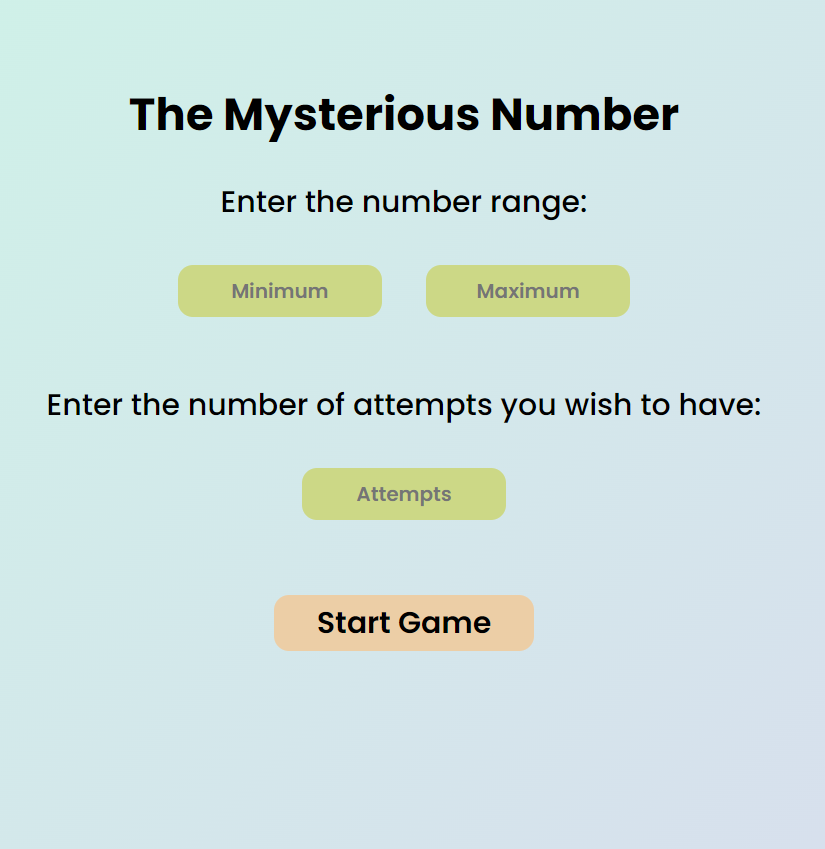 The Mysterious Number
Enter the number range:
Minimum Maximum
Enter the number of attempts you wish to have:
Attempts
Start Game